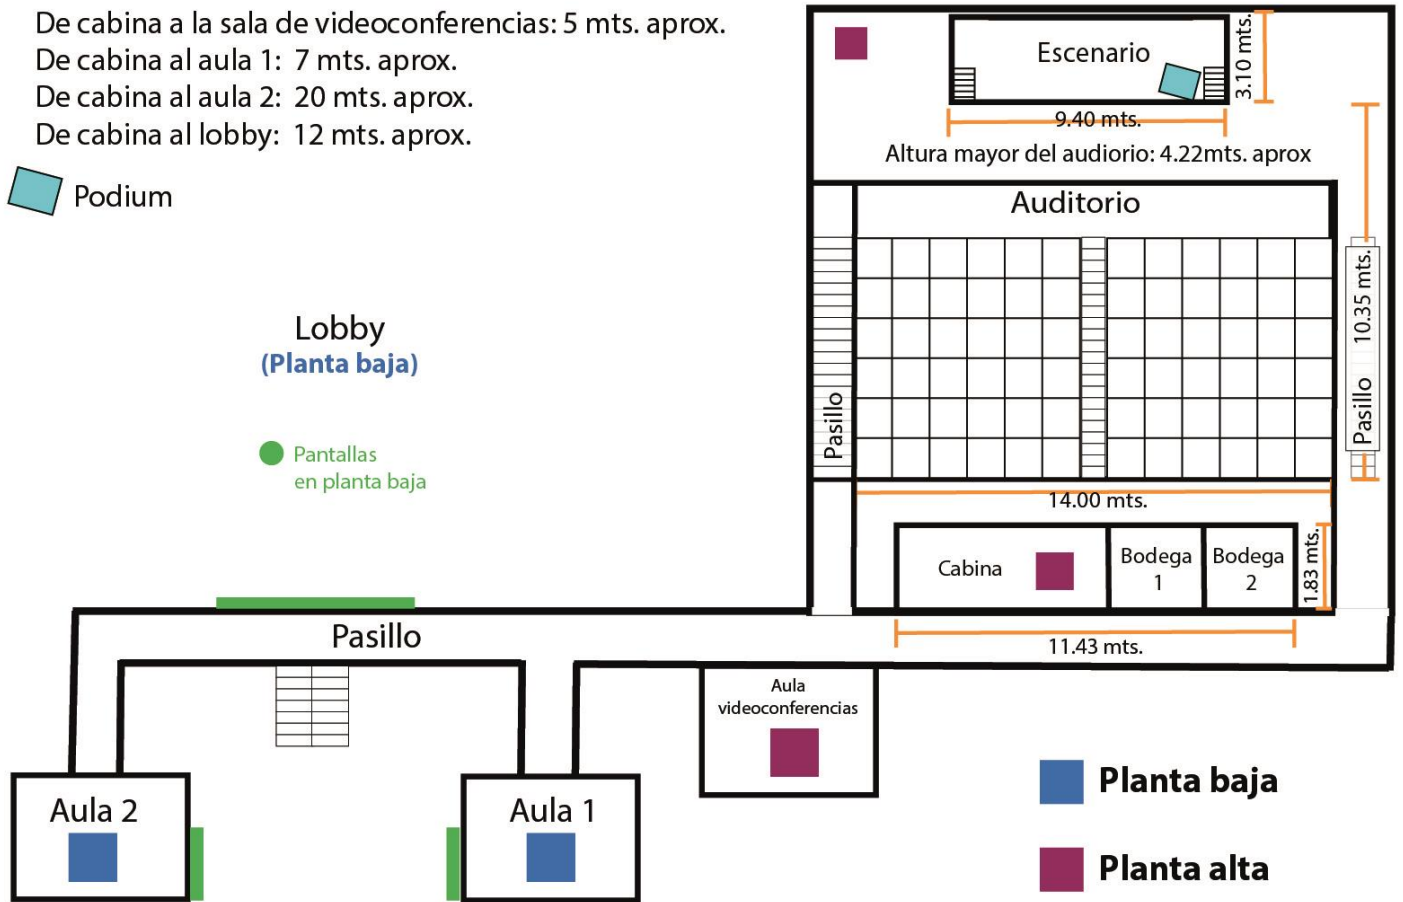 De cabina a la sala de videoconferencias: 5 mts. aprox.
De cabina al aula 1:  7 mts. aprox.
De cabina al aula 2:  20 mts. aprox.
De cabina al lobby:  12 mts. aprox.
Podium
Escenario
3.10 mts.
9.40 mts.
Altura mayor del audiorio: 4.22mts. aprox
Auditorio
Lobby
(Planta baja)
Pantallas
en planta baja
Pasillo
Pasillo
10.35 mts.
14.00 mts.
Cabina
Bodega
1
Bodega
2
1.83 mts.
11.43 mts.
Pasillo
Aula
videoconferencias
Aula 2
Aula 1
Planta baja
Planta alta